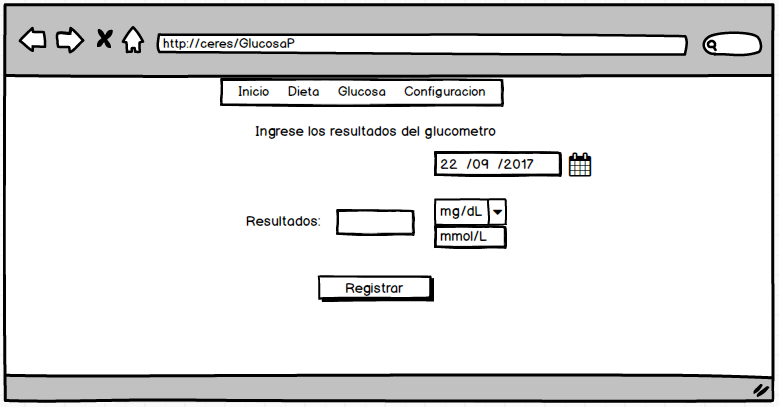 http://ceres/GlucosaP
Inicio Dieta Glucosa Configuracion
Ingrese los resultados del glucometro
22 /09 /2017
Resultados: mg/dL
mmol/L
Registrar